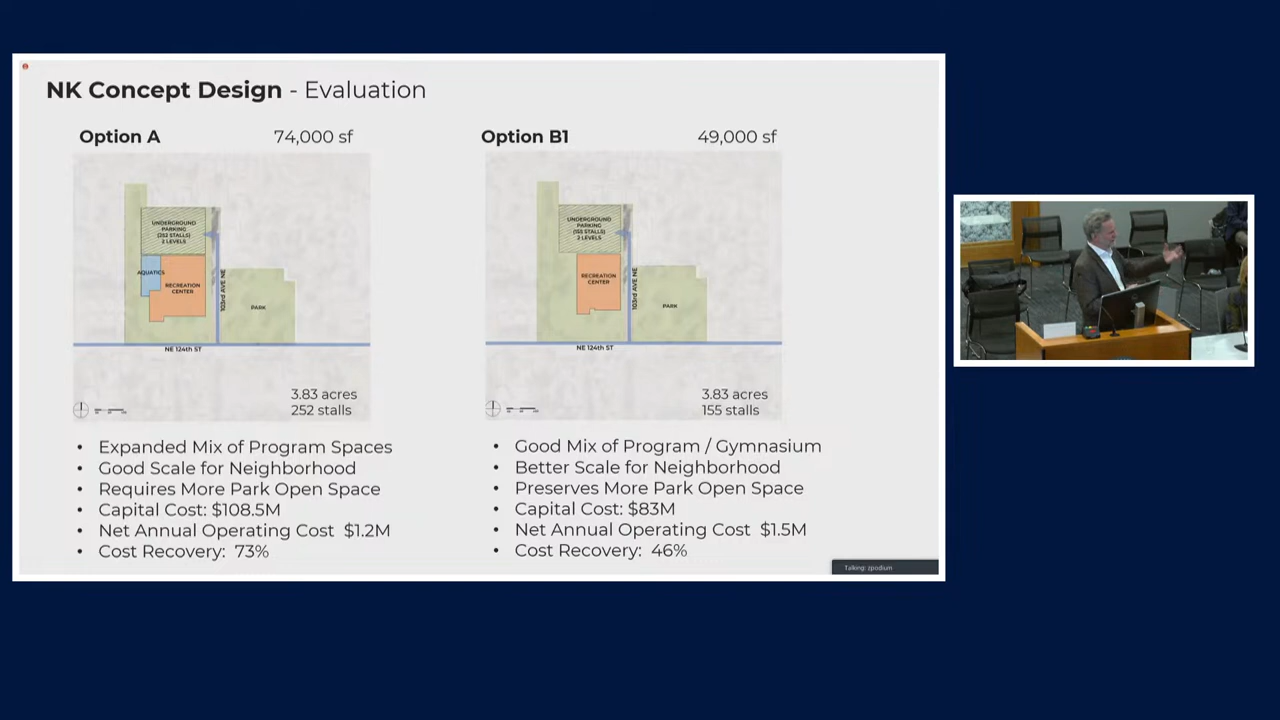 NK Concept Design - Evaluation
Option A 74,000 sf
UNDERGROUND
PARKING
(252 STALLS)
2 LEVELS
AQUATICS
RECREATION
CENTER
103rd AVE NE
PARK
NE 124th ST
3.83 acres
252 stalls
• Expanded Mix of Program Spaces
• Good Scale for Neighborhood
• Requires More Park Open Space
• Capital Cost: $108.5M
• Net Annual Operating Cost $1.2M
• Cost Recovery: 73%
Option B1 49,000 sf
UNDERGROUND
PARKING
(155 STALLS)
2 LEVELS
RECREATION
CENTER
103rd AVE NE
PARK
NE 124th ST
3.83 acres
155 stalls
• Good Mix of Program / Gymnasium
• Better Scale for Neighborhood
• Preserves More Park Open Space
• Capital Cost: $83M
• Net Annual Operating Cost $1.5M
• Cost Recovery: 46%
Talking: zpodium